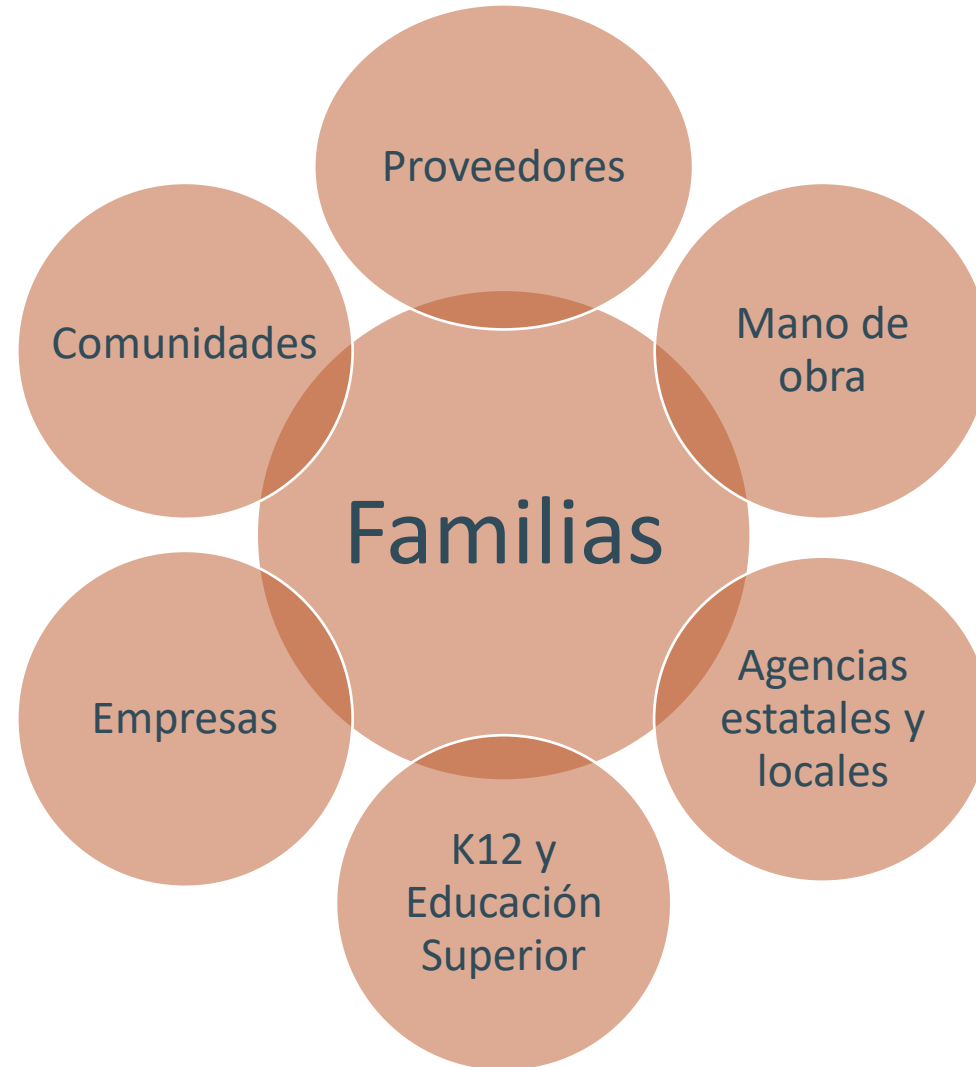 Proveedores
Mano de
obra
Comunidades
Familias
Agencias
estatales y
locales
Empresas
K12 y
Educación
Superior